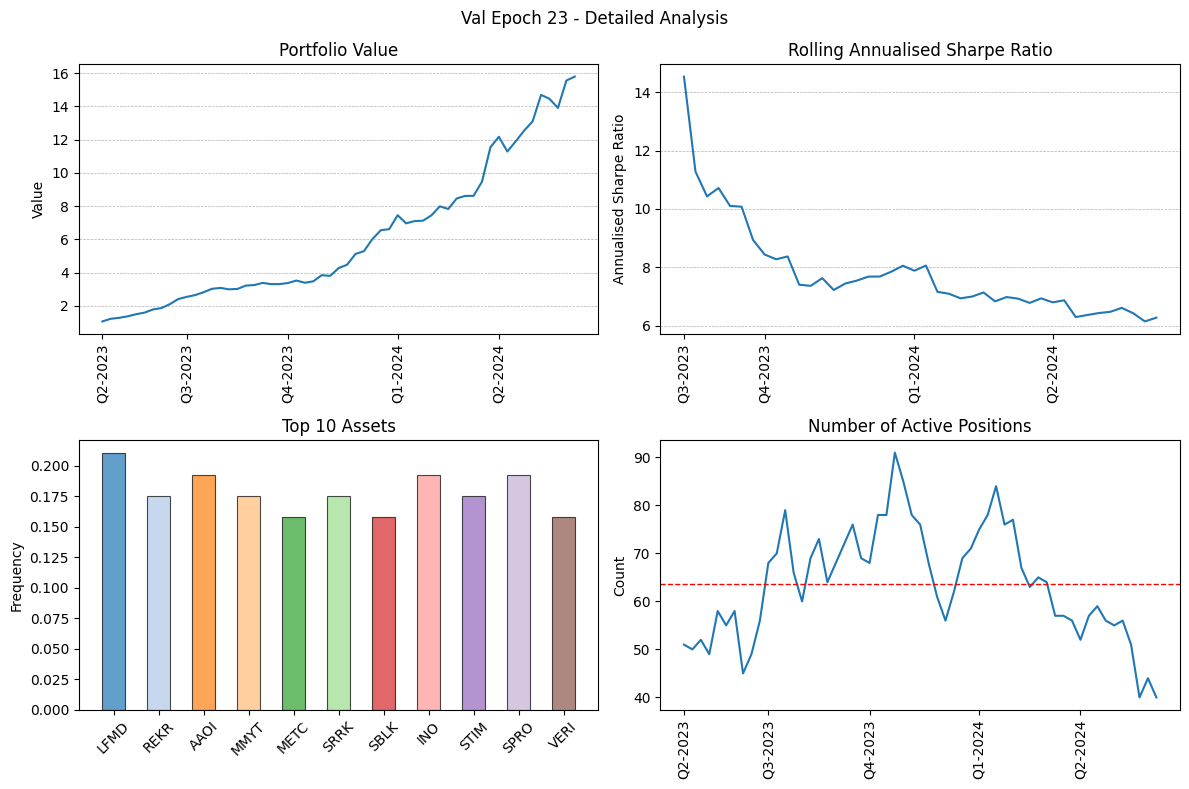 Val Epoch 23 - Detailed Analysis
Portfolio Value
Value
16
14
12
10
8
6
4
2
Q2-2023
Q3-2023
Q4-2023
Q1-2024
Q2-2024
Rolling Annualised Sharpe Ratio
Annualised Sharpe Ratio
14
12
10
8
6
Q3-2023
Q4-2023
Q1-2024
Q2-2024
Top 10 Assets
Frequency
0.200
0.175
0.150
0.125
0.100
0.075
0.050
0.025
0.000
LFMD
REKR
AAOI
MMYT
METC
SRRK
SBLK
INO
STIM
SPRO
VERI
Number of Active Positions
Count
90
80
70
60
50
40
Q2-2023
Q3-2023
Q4-2023
Q1-2024
Q2-2024